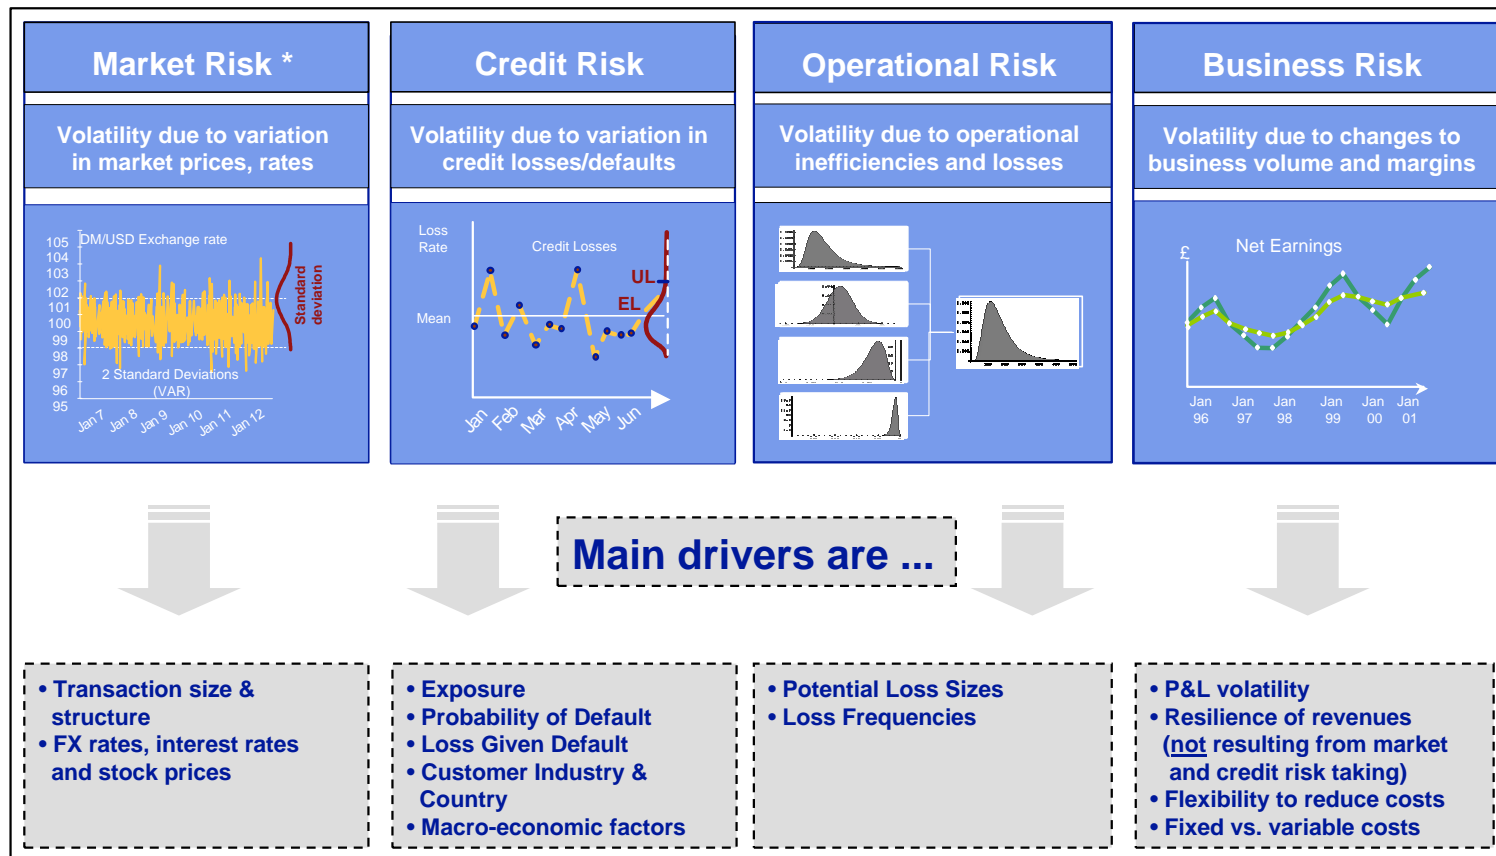 Market Risk *
Volatility due to variation
in market prices, rates
DM/USD Exchange rate
105
104
103
102
101
100
99
98
97
96
95
2 Standard Deviations
(VAR)
Standard
deviation
Jan 7
Jan 8
Jan 9
Jan 10
Jan 11
Jan 12
Credit Risk
Volatility due to variation in
credit losses/defaults
Loss
Rate
Credit Losses
UL
EL
Mean
Jan
Feb
Mar
Apr
May
Jun
Operational Risk
Volatility due to operational
inefficiencies and losses
Business Risk
Volatility due to changes to
business volume and margins
£
Net Earnings
Jan
96
Jan
97
Jan
98
Jan
99
Jan
00
Jan
01
Main drivers are ...
• Transaction size &
structure
• FX rates, interest rates
and stock prices
• Exposure
• Probability of Default
• Loss Given Default
• Customer Industry &
Country
• Macro-economic factors
• Potential Loss Sizes
• Loss Frequencies
• P&L volatility
• Resilience of revenues
(not resulting from market
and credit risk taking)
• Flexibility to reduce costs
• Fixed vs. variable costs